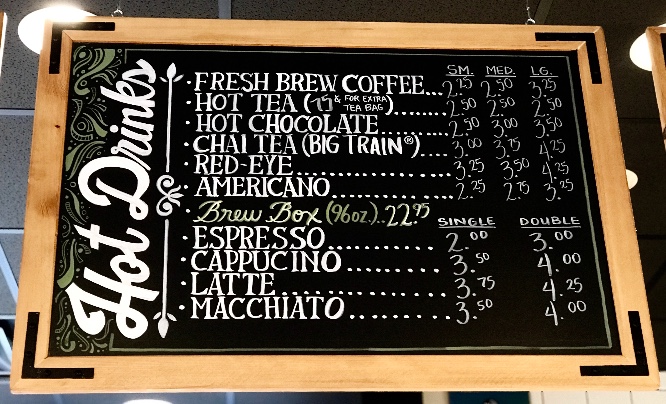 Hot Drinks
SM. MED. LG.
• FRESH BREW COFFEE... 2.25 2.50 3.25
• HOT TEA (75¢ FOR EXTRA TEA BAG)....... 2.50 2.50 2.50
• HOT CHOCOLATE.......... 2.50 3.00 3.50
• CHAI TEA (BIG TRAIN®).... 3.00 3.75 4.25
• RED-EYE.................. 3.25 3.50 4.25
• AMERICANO.............. 2.25 2.75 3.25
• Brew Box (96oz)..22.95
SINGLE DOUBLE
• ESPRESSO............ 2.00 3.00
• CAPPUCINO.......... 3.50 4.00
• LATTE................ 3.75 4.25
• MACCHIATO......... 3.50 4.00